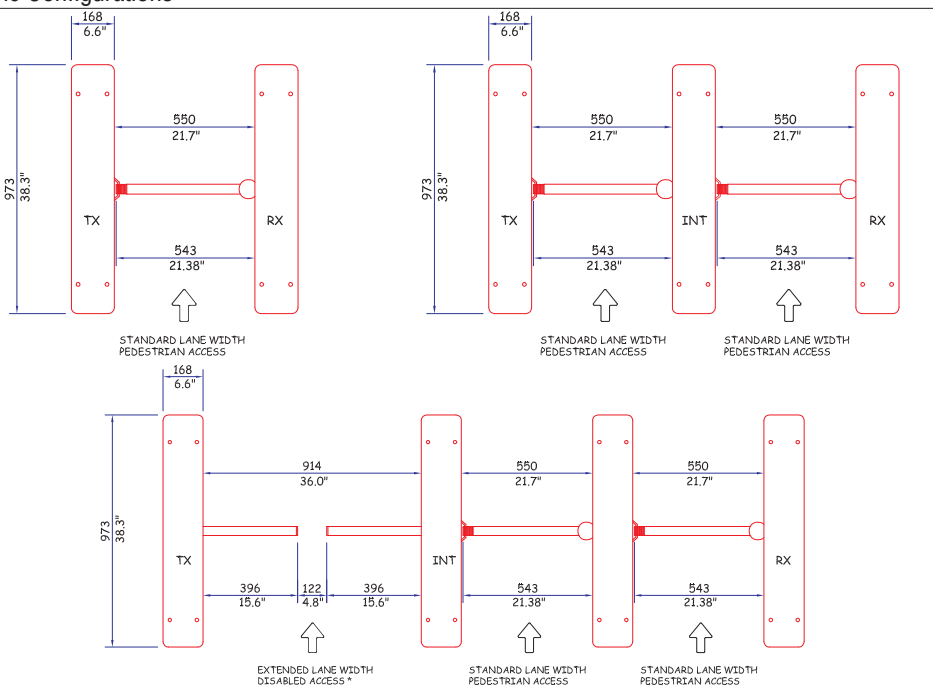 168
6.6"
168
6.6"
973
38.3"
550
21.7"
TX
RX
543
21.38"
STANDARD LANE WIDTH
PEDESTRIAN ACCESS
973
38.3"
550
21.7"
550
21.7"
TX
INT
RX
543
21.38"
543
21.38"
STANDARD LANE WIDTH
PEDESTRIAN ACCESS
STANDARD LANE WIDTH
PEDESTRIAN ACCESS
168
6.6"
973
38.3"
914
36.0"
550
21.7"
550
21.7"
TX
INT
RX
396
15.6"
122
4.8"
396
15.6"
543
21.38"
543
21.38"
EXTENDED LANE WIDTH
DISABLED ACCESS *
STANDARD LANE WIDTH
PEDESTRIAN ACCESS
STANDARD LANE WIDTH
PEDESTRIAN ACCESS